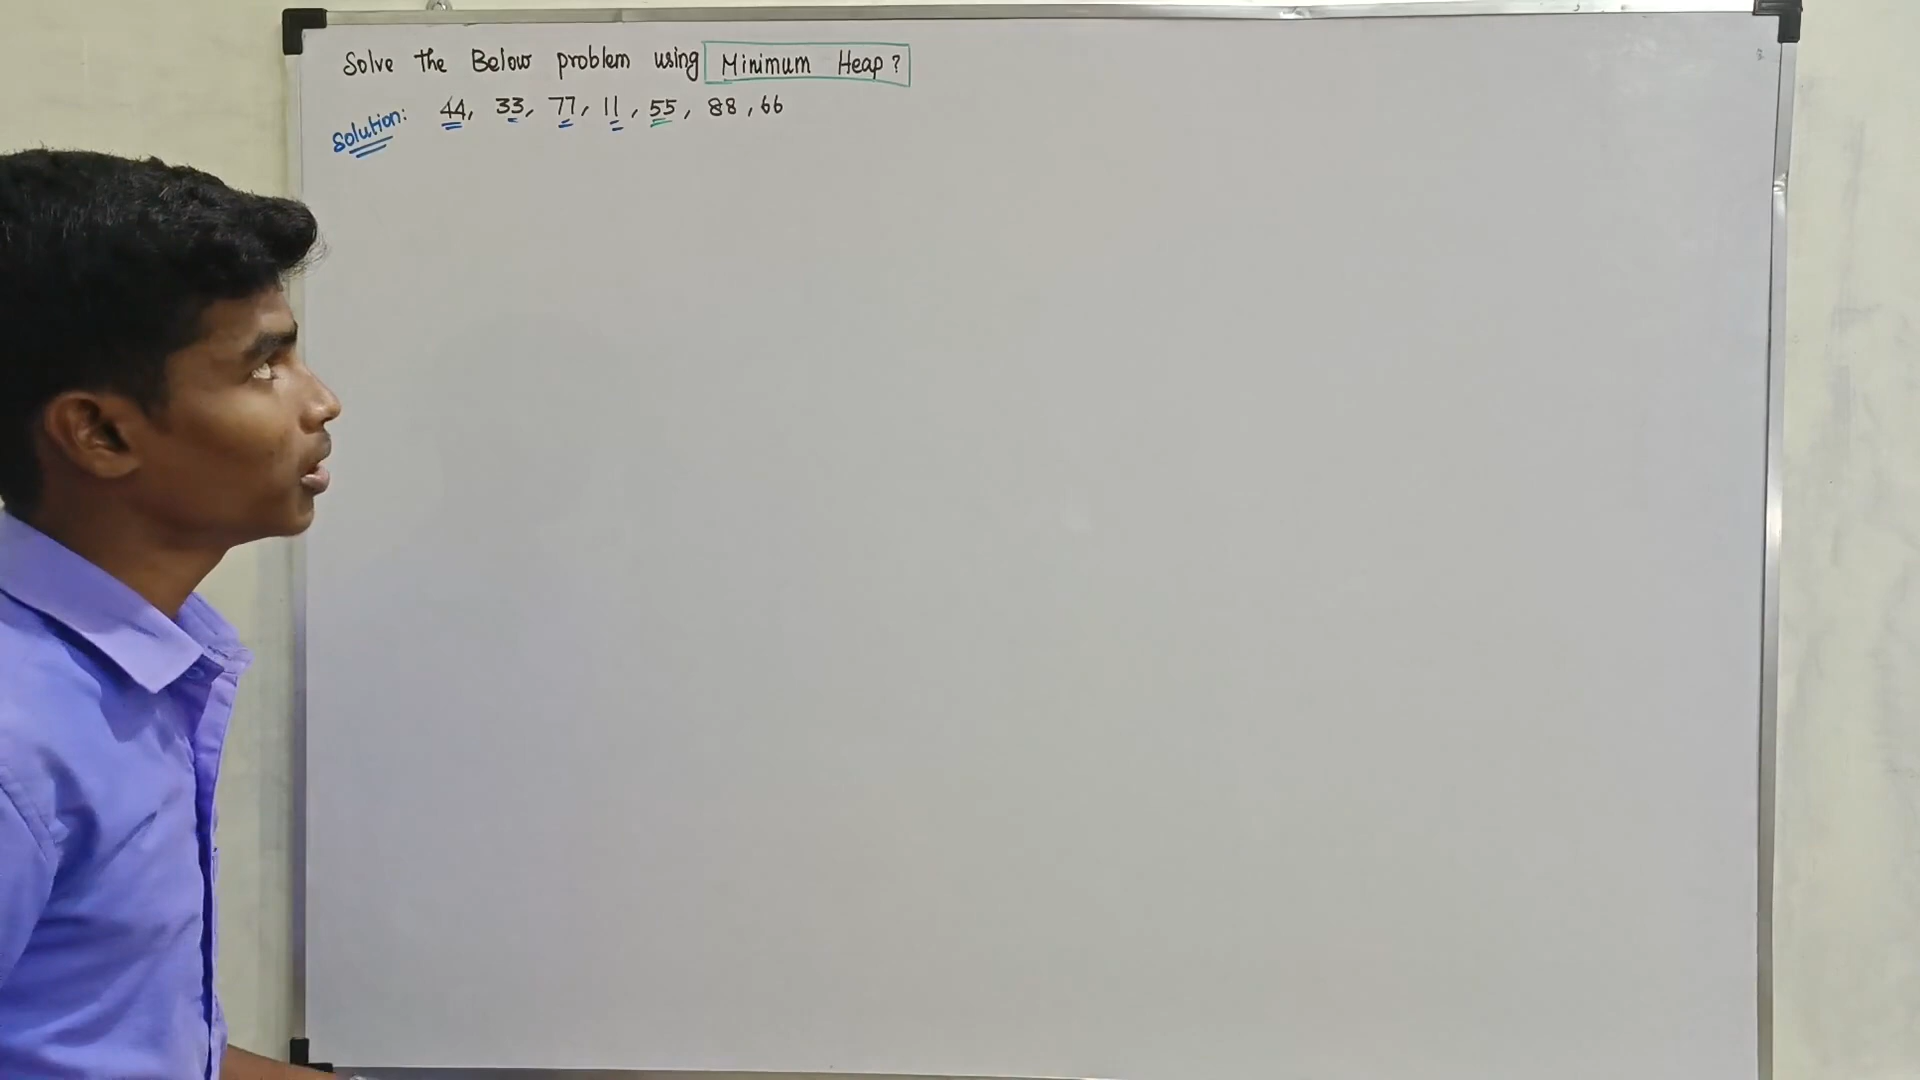 Solve the Below problem using Minimum Heap?
Solution: 44, 33, 77, 11, 55, 88, 66